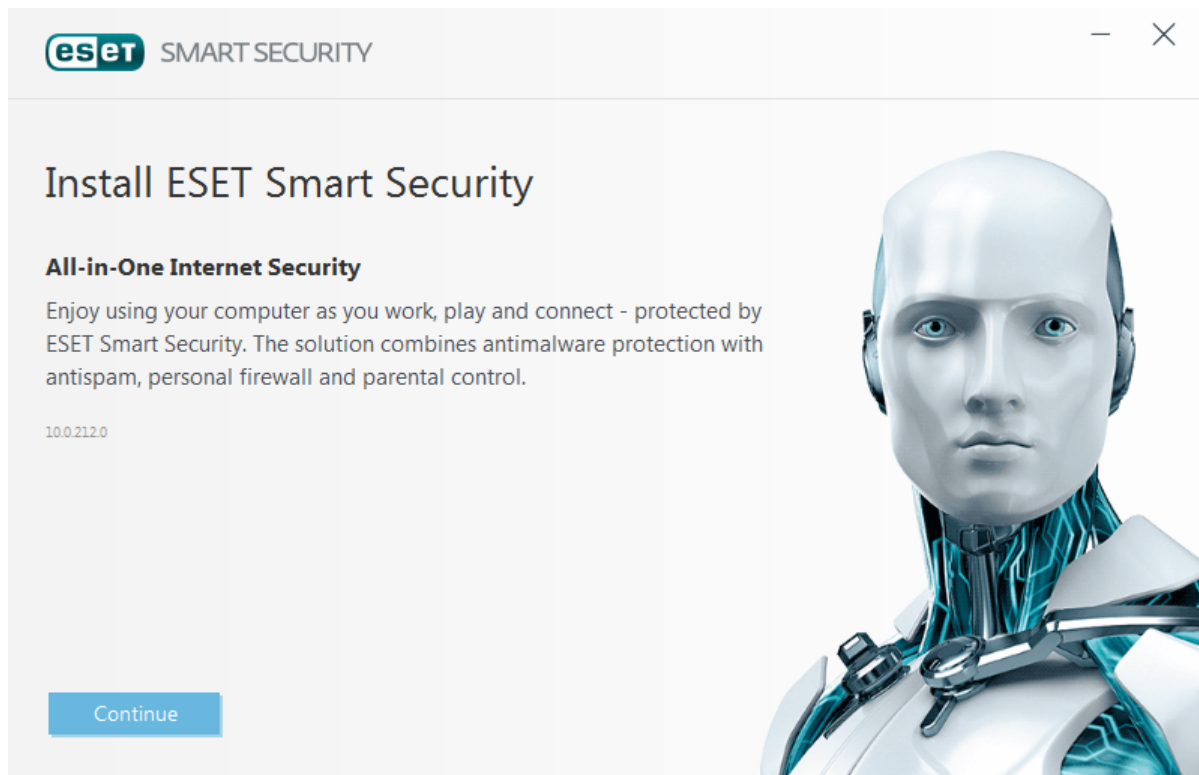 eset SMART SECURITY
Install ESET Smart Security
All-in-One Internet Security
Enjoy using your computer as you work, play and connect - protected by
ESET Smart Security. The solution combines antimalware protection with
antispam, personal firewall and parental control.
10.0.212.0
Continue